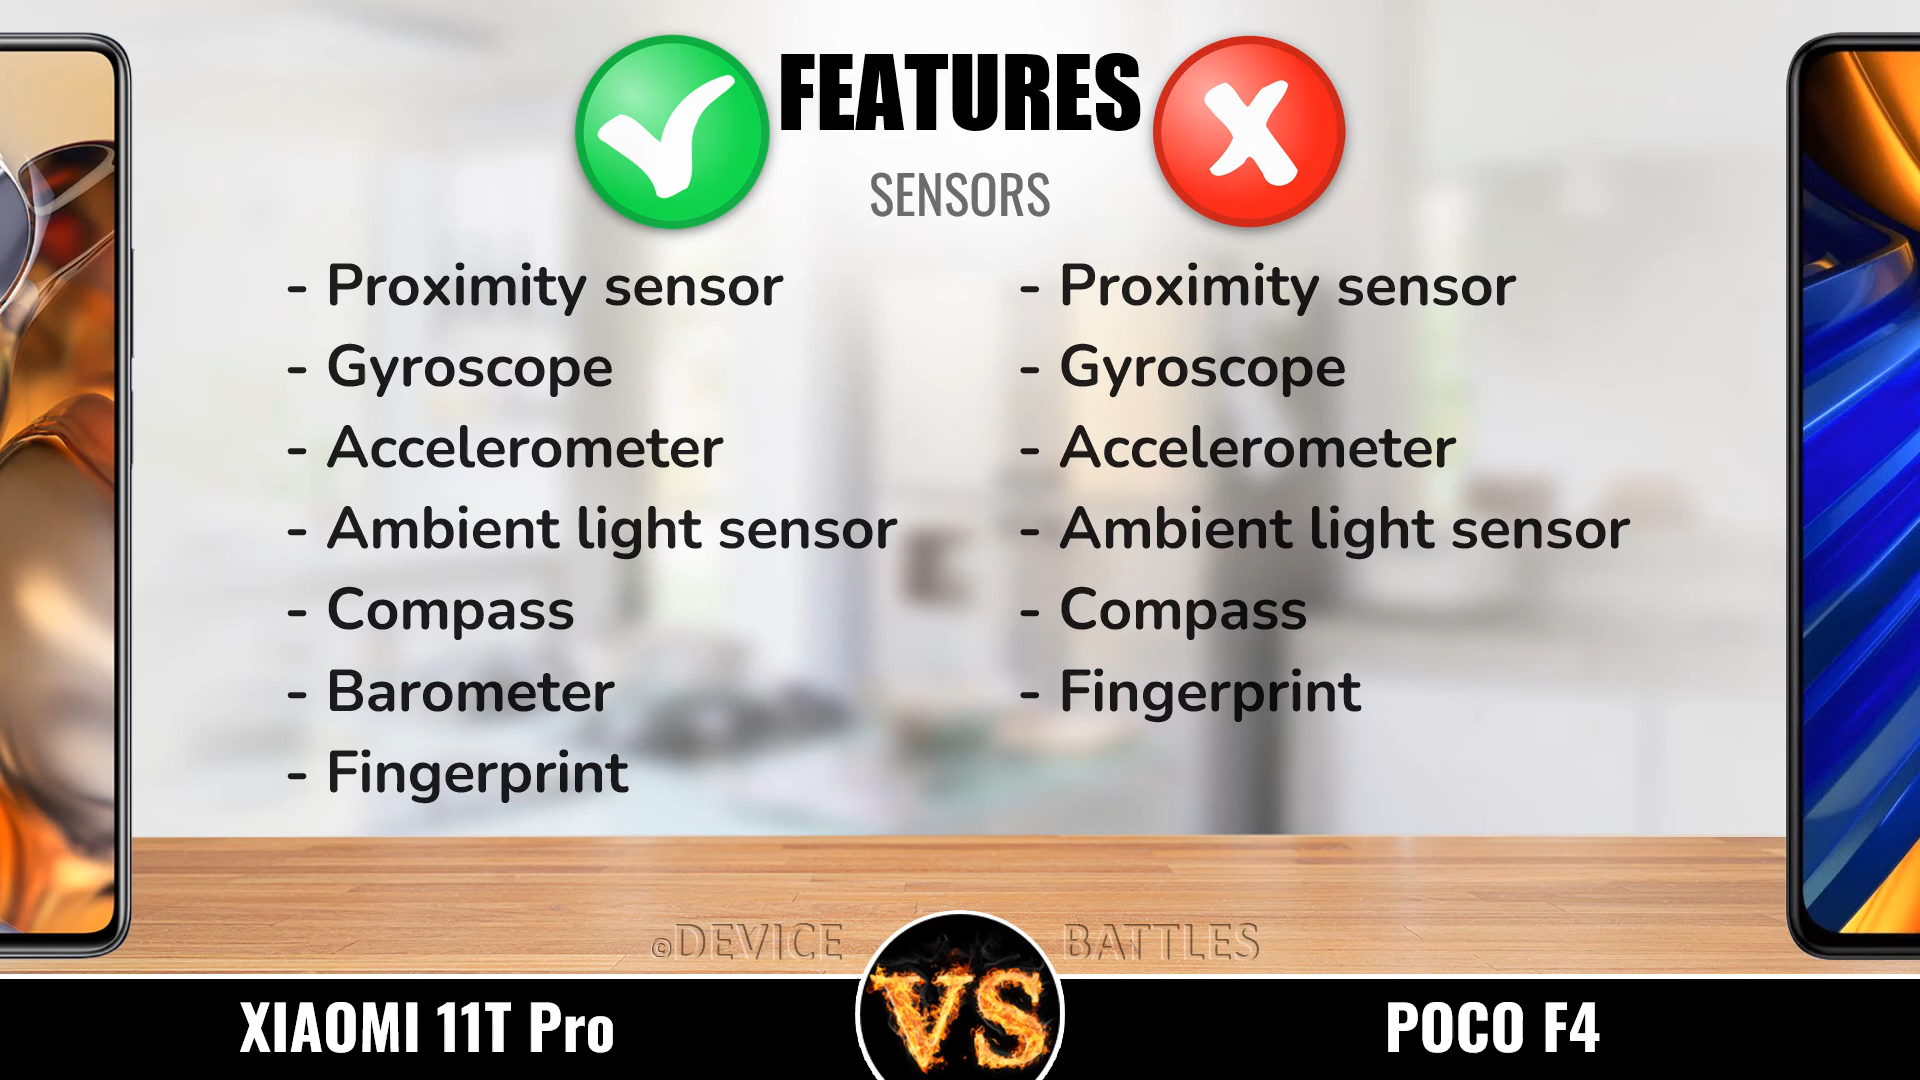 FEATURES
SENSORS
- Proximity sensor
- Gyroscope
- Accelerometer
- Ambient light sensor
- Compass
- Barometer
- Fingerprint
- Proximity sensor
- Gyroscope
- Accelerometer
- Ambient light sensor
- Compass
- Fingerprint
©DEVICE BATTLES
XIAOMI 11T Pro
VS
POCO F4